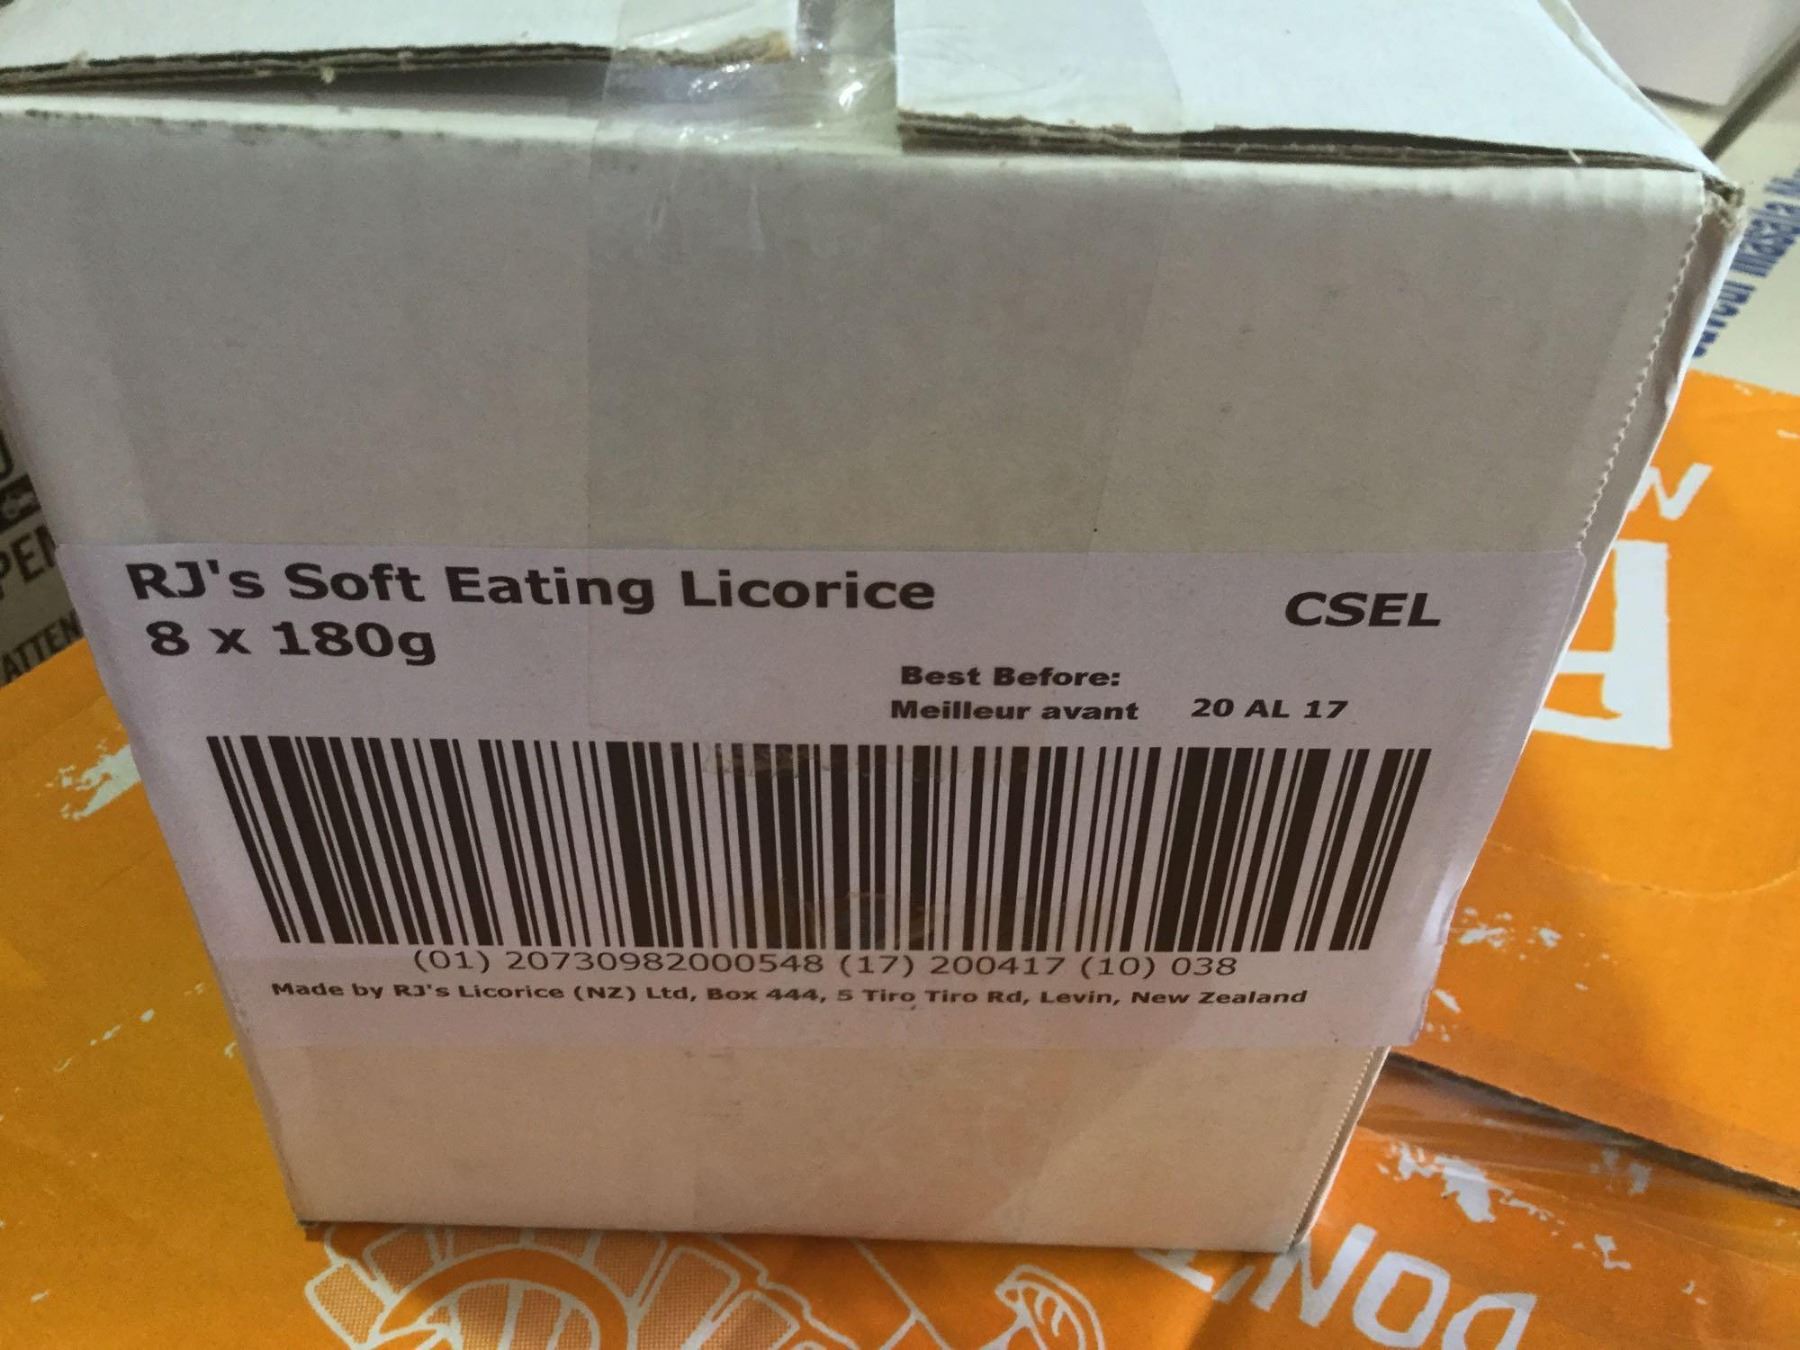 RJ's Soft Eating Licorice
8 x 180g
CSEL
Best Before:
Meilleur avant 20 AL 17
(01) 20730982000548 (17) 200417 (10) 038
Made by RJ's Licorice (NZ) Ltd, Box 444, 5 Tiro Tiro Rd, Levin, New Zealand
DON'T